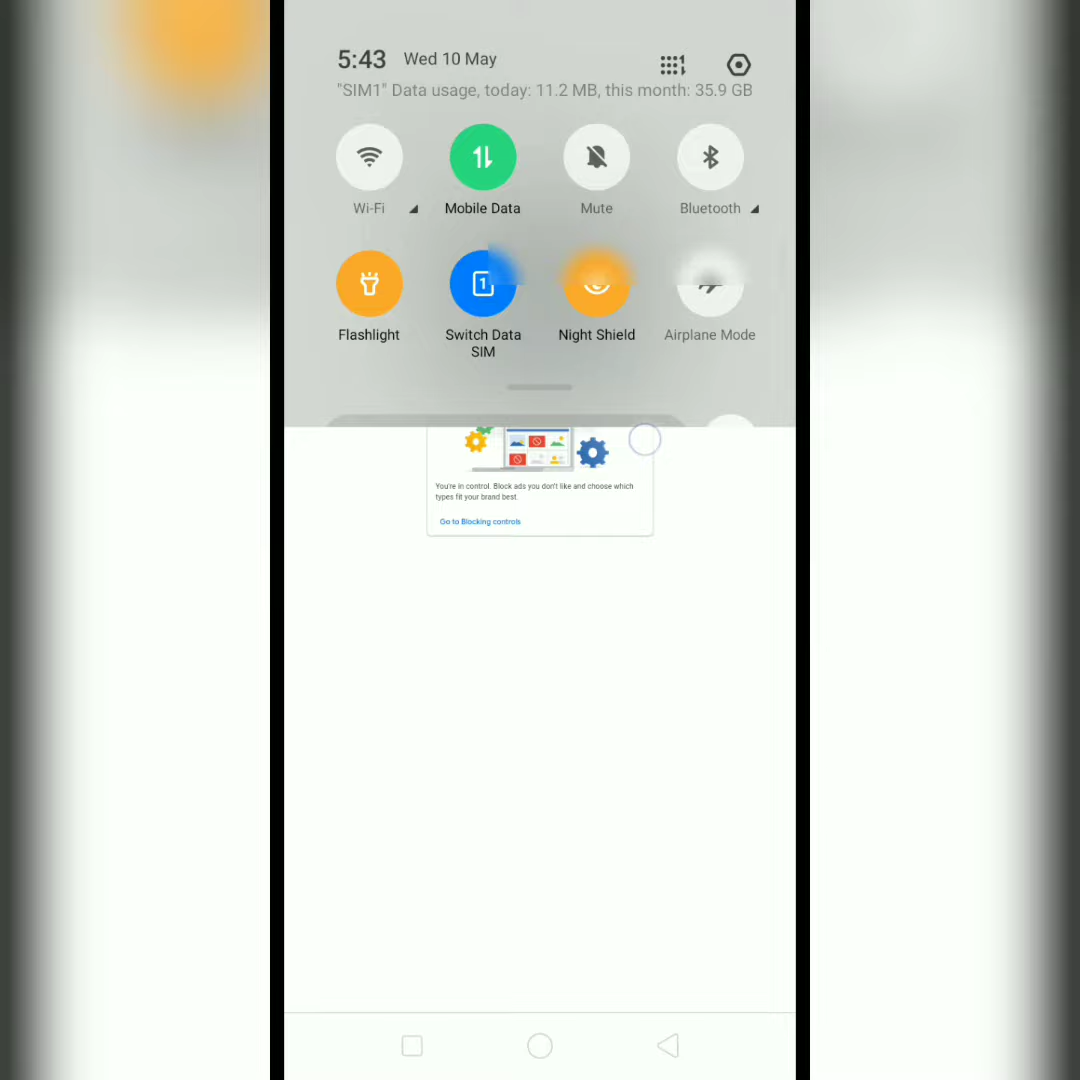 5:43 Wed 10 May
"SIM1" Data usage, today: 11.2 MB, this month: 35.9 GB
Wi-Fi Mobile Data Mute Bluetooth
1
Flashlight Switch Data SIM Night Shield Airplane Mode
You're in control. Block ads you don't like and choose which
types fit your brand best.
Go to Blocking controls